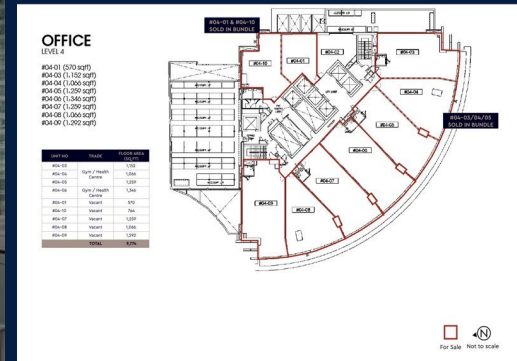 OFFICE
LEVEL 4
#04-01 (570 sqft)
#04-03 (1,152 sqft)
#04-04 (1,066 sqft)
#04-05 (1,259 sqft)
#04-06 (1,346 sqft)
#04-07 (1,259 sqft)
#04-08 (1,066 sqft)
#04-09 (1,292 sqft)
UNIT NO TRADE FLOOR AREA (SQ.FT)
#04-03 1,152
#04-04 Gym / Health Centre 1,066
#04-05 1,259
#04-06 Gym / Health Centre 1,346
#04-01 Vacant 570
#04-10 Vacant 764
#04-07 Vacant 1,259
#04-08 Vacant 1,066
#04-09 Vacant 1,292
TOTAL 9,774
#04-01 & #04-10
SOLD IN BUNDLE
#04-03/04/05
SOLD IN BUNDLE
#04-10
#04-01
#04-02
#04-03
#04-04
#04-05
#04-06
#04-07
#04-08
#04-09
For Sale
N
Not to scale